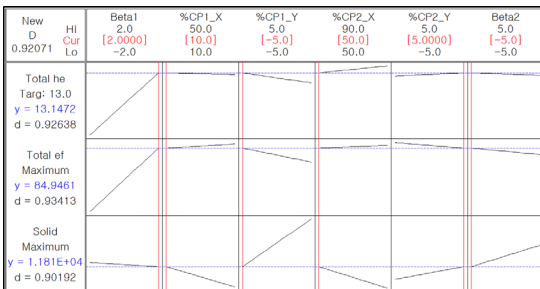 New Beta1 %CP1_X %CP1_Y %CP2_X %CP2_Y Beta2
Hi 2.0 50.0 5.0 90.0 5.0 5.0
D Cur [2.0000] [10.0] [-5.0] [50.0] [5.0000] [-5.0]
0.92071 Lo -2.0 10.0 -5.0 50.0 -5.0 -5.0
Total he
Targ: 13.0
y = 13.1472
d = 0.92638
Total ef
Maximum
y = 84.9461
d = 0.93413
Solid
Maximum
y = 1.181E+04
d = 0.90192